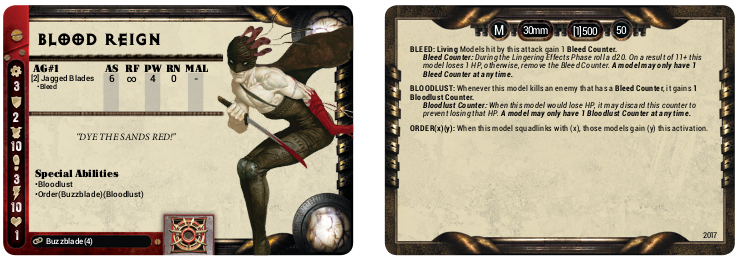 BLOOD REIGN
AG#1 AS RF PW RN MAL
[2] Jagged Blades 6 ∞ 4 0 -
•Bleed
3
2
10
3
10
1
"DYE THE SANDS RED!"
Special Abilities
•Bloodlust
•Order(Buzzblade)(Bloodlust)
Buzzblade(4)
M 30mm [1]500 50
BLEED: Living Models hit by this attack gain 1 Bleed Counter.
Bleed Counter: During the Lingering Effects Phase roll a d20. On a result of 11+ this
model loses 1 HP, otherwise, remove the Bleed Counter. A model may only have 1
Bleed Counter at any time.
BLOODLUST: Whenever this model kills an enemy that has a Bleed Counter, it gains 1
Bloodlust Counter.
Bloodlust Counter: When this model would lose HP, it may discard this counter to
prevent losing that HP. A model may only have 1 Bloodlust Counter at any time.
ORDER(x)(y): When this model squadlinks with (x), those models gain (y) this activation.
2017